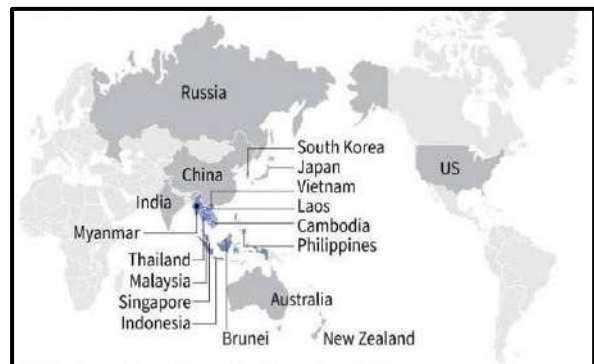 Russia
South Korea
Japan
China
US
Vietnam
India
Laos
Cambodia
Myanmar
Philippines
Thailand
Malaysia
Singapore
Australia
Indonesia
Brunei
New Zealand